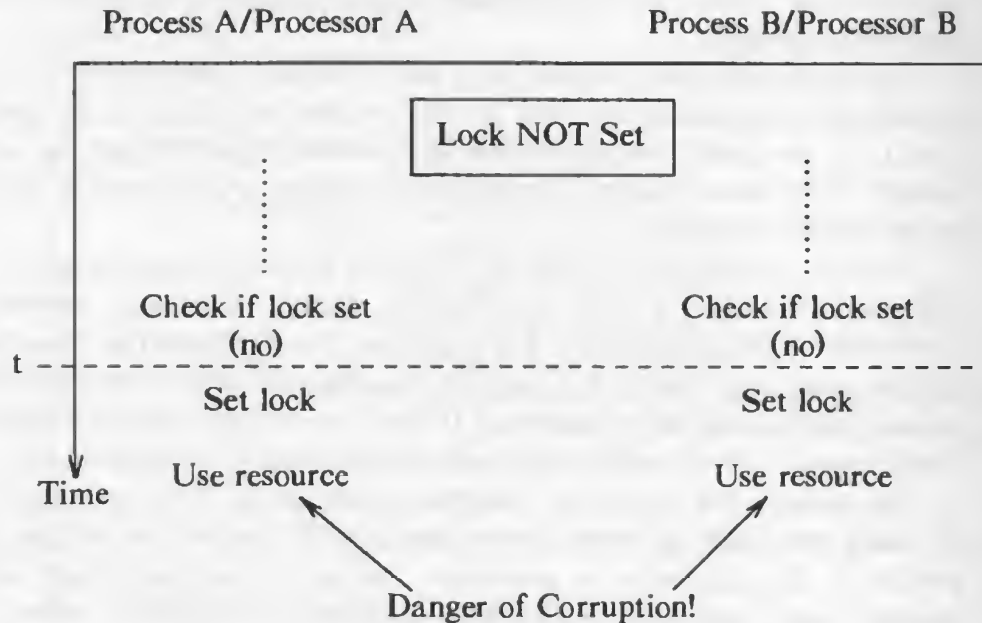 Process A/Processor A
Process B/Processor B
Lock NOT Set
Check if lock set
(no)
Check if lock set
(no)
t
Set lock
Set lock
Use resource
Use resource
Time
Danger of Corruption!